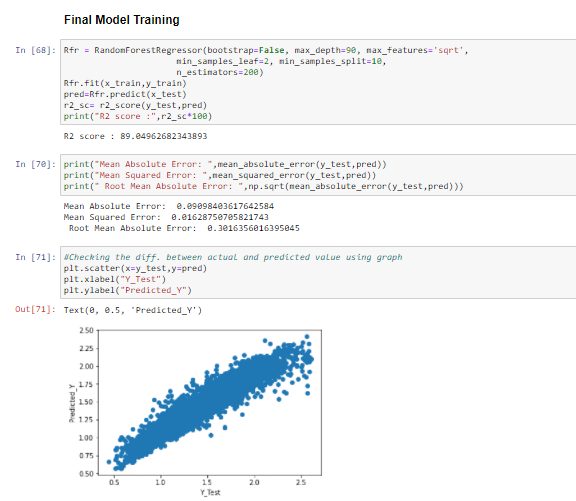 Final Model Training
In [68]: Rfr = RandomForestRegressor(bootstrap=False, max_depth=90, max_features='sqrt',
min_samples_leaf=2, min_samples_split=10,
n_estimators=200)
Rfr.fit(x_train,y_train)
pred=Rfr.predict(x_test)
r2_sc= r2_score(y_test,pred)
print("R2 score :",r2_sc*100)
R2 score : 89.04962682343893
In [70]: print("Mean Absolute Error: ",mean_absolute_error(y_test,pred))
print("Mean Squared Error: ",mean_squared_error(y_test,pred))
print(" Root Mean Absolute Error: ",np.sqrt(mean_absolute_error(y_test,pred)))
Mean Absolute Error:  0.09098403617642584
Mean Squared Error:  0.01628750705821743
Root Mean Absolute Error:  0.3016356016395045
In [71]: #Checking the diff. between actual and predicted value using graph
plt.scatter(x=y_test,y=pred)
plt.xlabel("Y_Test")
plt.ylabel("Predicted_Y")
Out[71]: Text(0, 0.5, 'Predicted_Y')
2.50
2.25
2.00
1.75
1.50
1.25
1.00
0.75
0.50
Predicted_Y
0.5 1.0 1.5 2.0 2.5
Y_Test